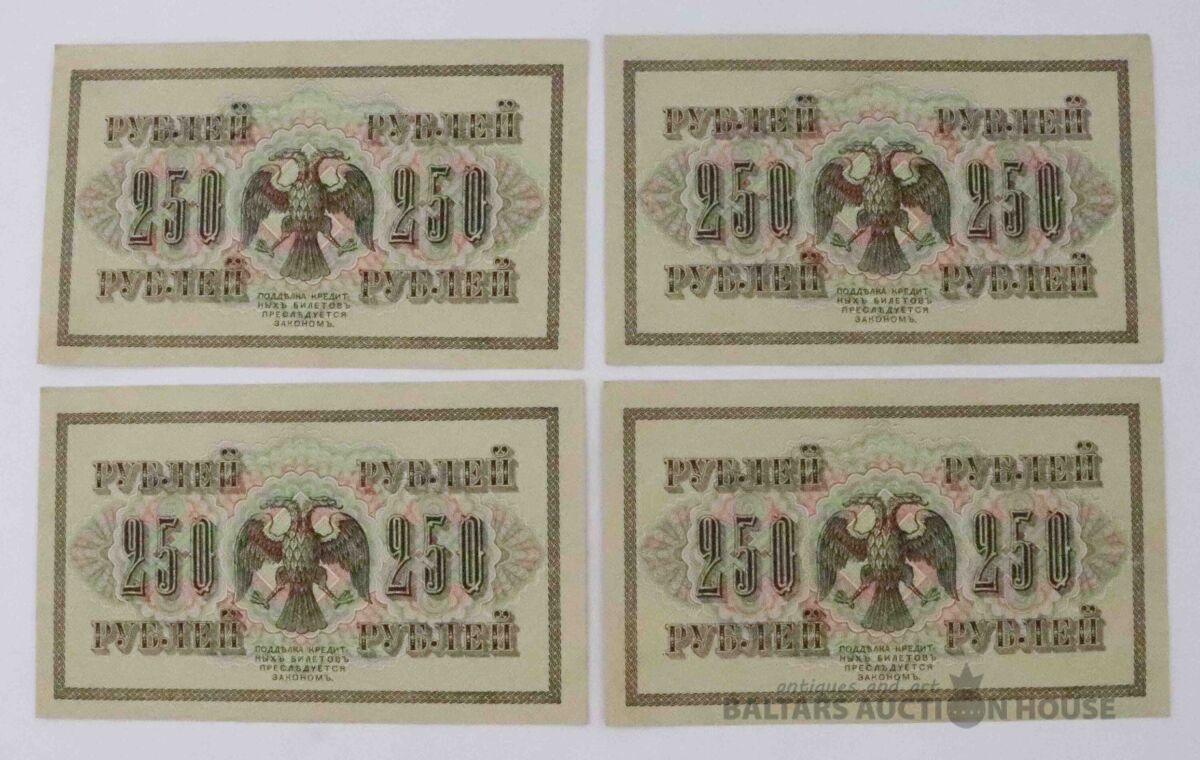 РУБЛЕЙ РУБЛЕЙ
250 250
РУБЛЕЙ РУБЛЕЙ
ПОДДѢЛКА КРЕДИТ
НЫХЪ БИЛЕТОВЪ
ПРЕСЛѢДУЕТСЯ
ЗАКОНОМЪ.
РУБЛЕЙ РУБЛЕЙ
250 250
РУБЛЕЙ РУБЛЕЙ
ПОДДѢЛКА КРЕДИТ
НЫХЪ БИЛЕТОВЪ
ПРЕСЛѢДУЕТСЯ
ЗАКОНОМЪ.
РУБЛЕЙ РУБЛЕЙ
250 250
РУБЛЕЙ РУБЛЕЙ
ПОДДѢЛКА КРЕДИТ
НЫХЪ БИЛЕТОВЪ
ПРЕСЛѢДУЕТСЯ
ЗАКОНОМЪ.
РУБЛЕЙ РУБЛЕЙ
250 250
РУБЛЕЙ РУБЛЕЙ
ПОДДѢЛКА КРЕДИТ
НЫХЪ БИЛЕТОВЪ
ПРЕСЛѢДУЕТСЯ
ЗАКОНОМЪ.
antiques and art
BALTARS AUCTION HOUSE